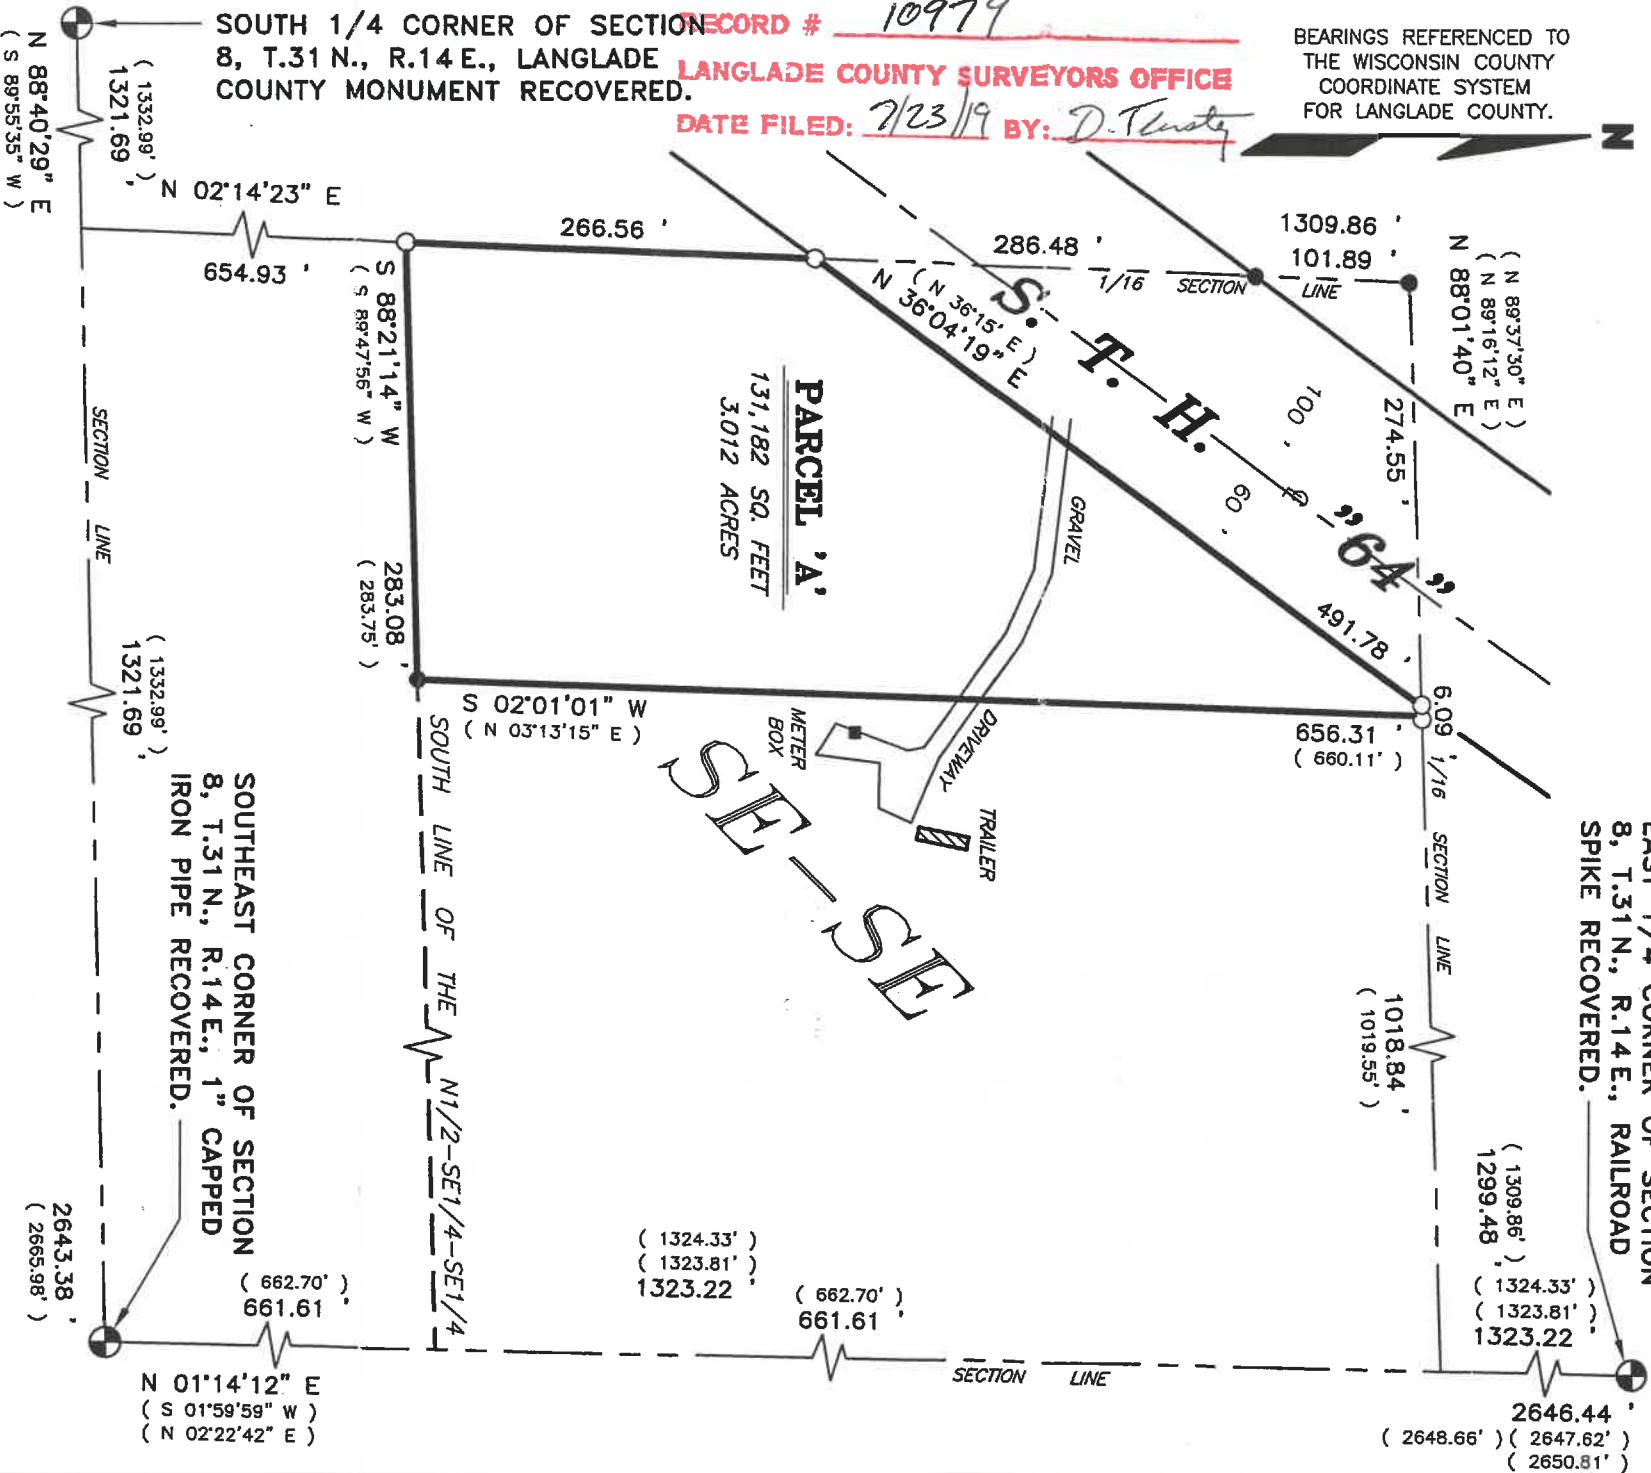 SOUTH 1/4 CORNER OF SECTION
8, T.31 N., R.14 E., LANGLADE
COUNTY MONUMENT RECOVERED.
RECORD # 10979
LANGLADE COUNTY SURVEYORS OFFICE
DATE FILED: 7/23/19 BY: D.
BEARINGS REFERENCED TO
THE WISCONSIN COUNTY
COORDINATE SYSTEM
FOR LANGLADE COUNTY.
N
N 88°40'29" E
( S 89°55'35" W )
( 1332.99' )
1321.69 '
N 02°14'23" E
654.93 '
266.56 '
286.48 '
1309.86 '
101.89 '
1/16 SECTION LINE
( N 89°37'30" E )
( N 89°16'12" E )
N 88°01'40" E
274.55 '
( N 36°15' E )
N 36°04'19" E
S. T. H. "64"
100 '
60 '
491.78 '
6.09 '
S 88°21'14" W
( S 89°47'56" W )
283.08 '
( 283.75' )
PARCEL 'A'
131,182 SQ. FEET
3.012 ACRES
GRAVEL
DRIVEWAY
METER
BOX
TRAILER
S 02°01'01" W
( N 03°13'15" E )
656.31 '
( 660.11' )
1/16 SECTION LINE
1018.84 '
( 1019.55' )
EAST 1/4 CORNER OF SECTION
8, T.31 N., R.14 E., RAILROAD
SPIKE RECOVERED.
SE-SE
SECTION LINE
( 1332.99' )
1321.69 '
SOUTH LINE OF THE N1/2-SE1/4-SE1/4
SOUTHEAST CORNER OF SECTION
8, T.31 N., R.14 E., 1" CAPPED
IRON PIPE RECOVERED.
2643.38 '
( 2665.98' )
( 662.70' )
661.61 '
N 01°14'12" E
( S 01°59'59" W )
( N 02°22'42" E )
( 1324.33' )
( 1323.81' )
1323.22 '
( 662.70' )
661.61 '
SECTION LINE
( 1309.86' )
1299.48 '
( 1324.33' )
( 1323.81' )
1323.22 '
2646.44 '
( 2648.66' ) ( 2647.62' )
( 2650.81' )